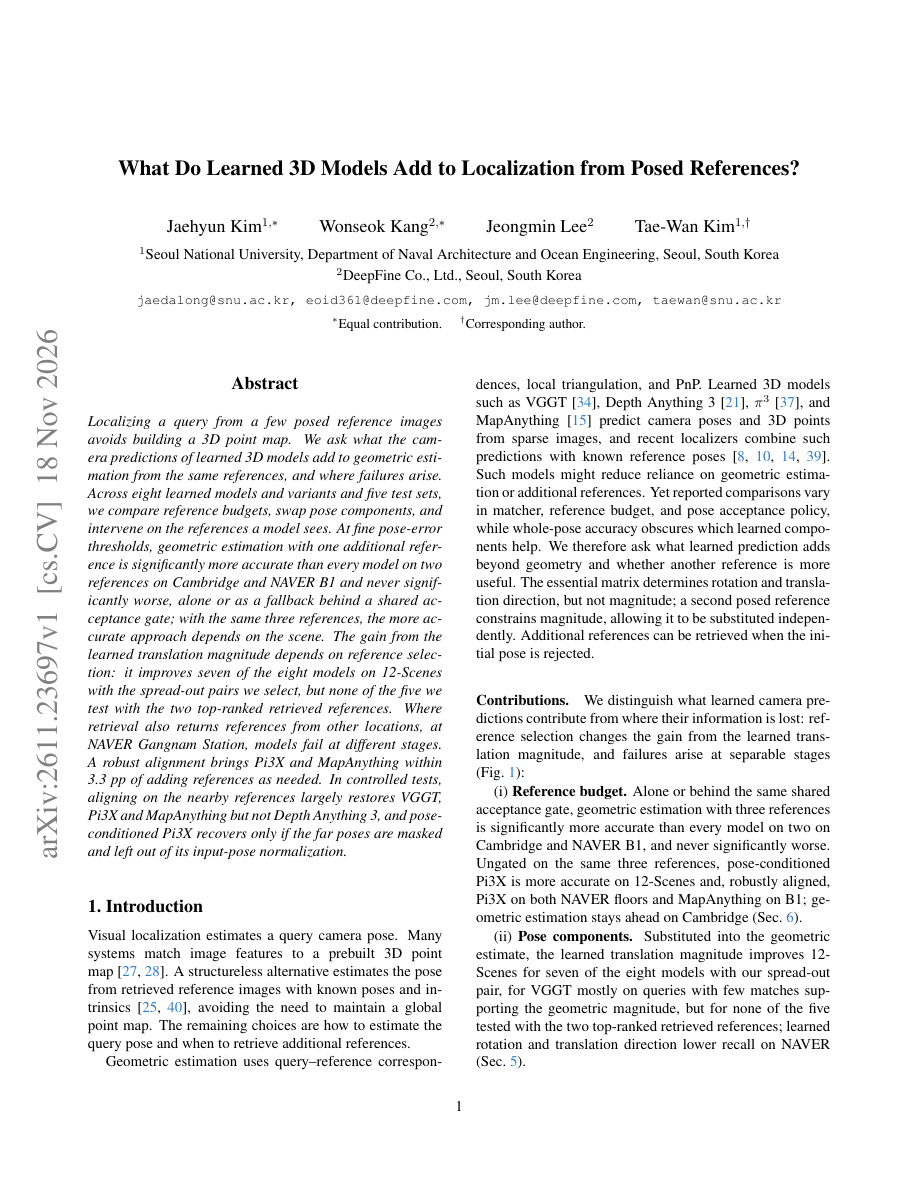 What Do Learned 3D Models Add to Localization from Posed References?
Jaehyun Kim1,∗ Wonseok Kang2,∗ Jeongmin Lee2 Tae-Wan Kim1,†
1Seoul National University, Department of Naval Architecture and Ocean Engineering, Seoul, South Korea
2DeepFine Co., Ltd., Seoul, South Korea
jaedalong@snu.ac.kr, eoid361@deepfine.com, jm.lee@deepfine.com, taewan@snu.ac.kr
∗Equal contribution. †Corresponding author.
arXiv:2611.23697v1 [cs.CV] 18 Nov 2026
Abstract
Localizing a query from a few posed reference images
avoids building a 3D point map. We ask what the cam-
era predictions of learned 3D models add to geometric esti-
mation from the same references, and where failures arise.
Across eight learned models and variants and five test sets,
we compare reference budgets, swap pose components, and
intervene on the references a model sees. At fine pose-error
thresholds, geometric estimation with one additional refer-
ence is significantly more accurate than every model on two
references on Cambridge and NAVER B1 and never signif-
icantly worse, alone or as a fallback behind a shared ac-
ceptance gate; with the same three references, the more ac-
curate approach depends on the scene. The gain from the
learned translation magnitude depends on reference selec-
tion: it improves seven of the eight models on 12-Scenes
with the spread-out pairs we select, but none of the five we
test with the two top-ranked retrieved references. Where
retrieval also returns references from other locations, at
NAVER Gangnam Station, models fail at different stages.
A robust alignment brings Pi3X and MapAnything within
3.3 pp of adding references as needed. In controlled tests,
aligning on the nearby references largely restores VGGT,
Pi3X and MapAnything but not Depth Anything 3, and pose-
conditioned Pi3X recovers only if the far poses are masked
and left out of its input-pose normalization.
1. Introduction
Visual localization estimates a query camera pose. Many
systems match image features to a prebuilt 3D point
map [27, 28]. A structureless alternative estimates the pose
from retrieved reference images with known poses and in-
trinsics [25, 40], avoiding the need to maintain a global
point map. The remaining choices are how to estimate the
query pose and when to retrieve additional references.
Geometric estimation uses query–reference correspon-
dences, local triangulation, and PnP. Learned 3D models
such as VGGT [34], Depth Anything 3 [21], π3 [37], and
MapAnything [15] predict camera poses and 3D points
from sparse images, and recent localizers combine such
predictions with known reference poses [8, 10, 14, 39].
Such models might reduce reliance on geometric estima-
tion or additional references. Yet reported comparisons vary
in matcher, reference budget, and pose acceptance policy,
while whole-pose accuracy obscures which learned compo-
nents help. We therefore ask what learned prediction adds
beyond geometry and whether another reference is more
useful. The essential matrix determines rotation and transla-
tion direction, but not magnitude; a second posed reference
constrains magnitude, allowing it to be substituted indepen-
dently. Additional references can be retrieved when the ini-
tial pose is rejected.
Contributions. We distinguish what learned camera pre-
dictions contribute from where their information is lost: ref-
erence selection changes the gain from the learned trans-
lation magnitude, and failures arise at separable stages
(Fig. 1):
(i) Reference budget. Alone or behind the same shared
acceptance gate, geometric estimation with three references
is significantly more accurate than every model on two on
Cambridge and NAVER B1, and never significantly worse.
Ungated on the same three references, pose-conditioned
Pi3X is more accurate on 12-Scenes and, robustly aligned,
Pi3X on both NAVER floors and MapAnything on B1; ge-
ometric estimation stays ahead on Cambridge (Sec. 6).
(ii) Pose components. Substituted into the geometric
estimate, the learned translation magnitude improves 12-
Scenes for seven of the eight models with our spread-out
pair, for VGGT mostly on queries with few matches sup-
porting the geometric magnitude, but for none of the five
tested with the two top-ranked retrieved references; learned
rotation and translation direction lower recall on NAVER
(Sec. 5).
1